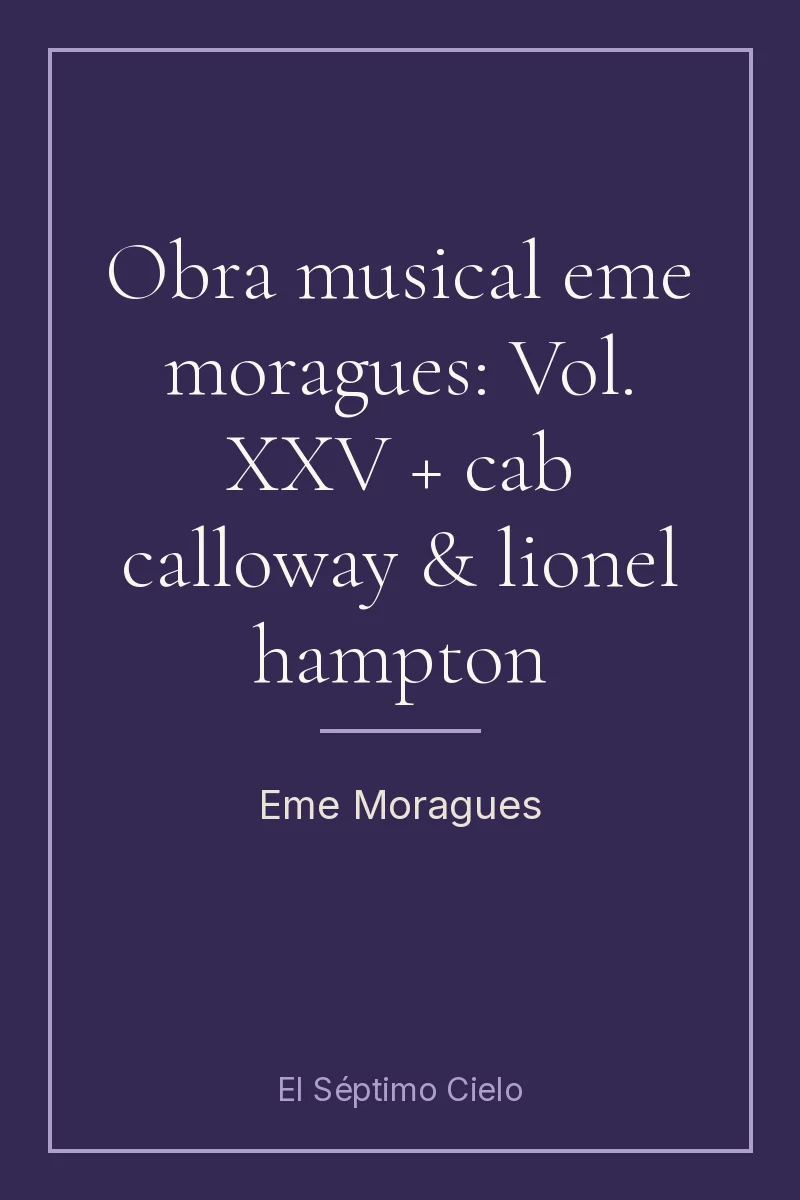 Obra musical eme
moragues: Vol.
XXV + cab
calloway & lionel
hampton
Eme Moragues
El Séptimo Cielo